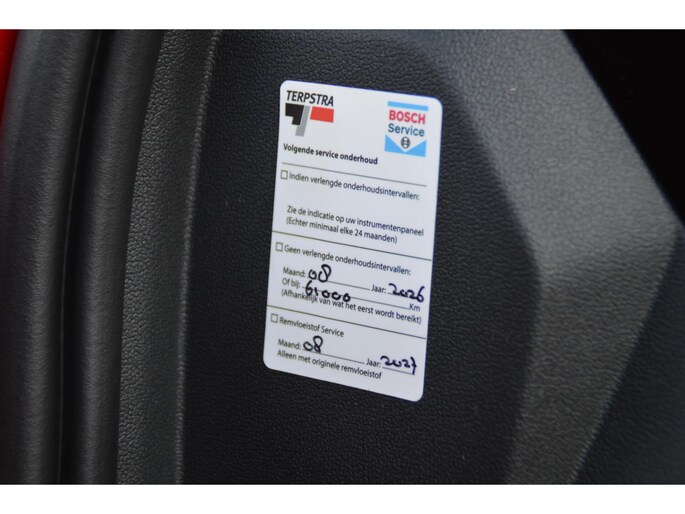 TERPSTRA
BOSCH
Service
Volgende service onderhoud
Indien verlengde onderhoudsintervallen:
Zie de indicatie op uw instrumentenpaneel
(Echter minimaal elke 24 maanden)
Geen verlengde onderhoudsintervallen:
Maand: 08 Jaar: 2026
Of bij: 61000 Km
(Afhankelijk van wat het eerst wordt bereikt)
Remvloeistof Service
Maand: 08 Jaar: 2027
Alleen met originele remvloeistof